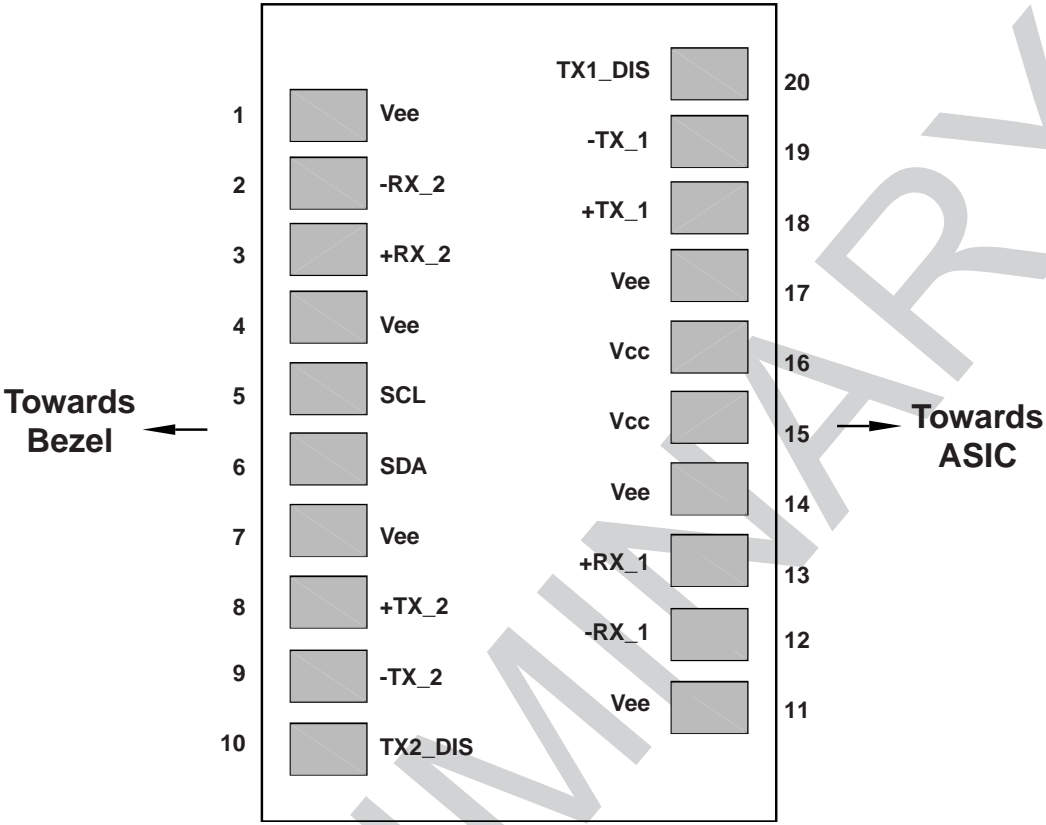 TX1_DIS 20
1 Vee
-TX_1 19
2 -RX_2
+TX_1 18
3 +RX_2
Vee 17
4 Vee
Vcc 16
5 SCL
Towards
Bezel
Vcc 15
Towards
ASIC
6 SDA
Vee 14
7 Vee
+RX_1 13
8 +TX_2
-RX_1 12
9 -TX_2
Vee 11
10 TX2_DIS